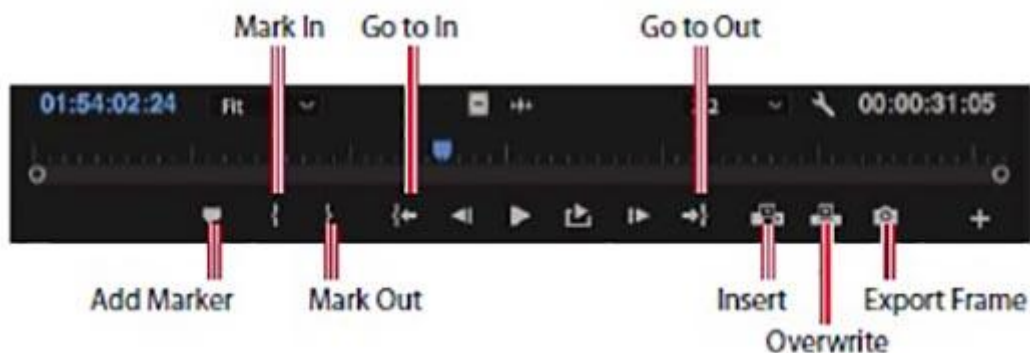 Mark In Go to In Go to Out
01:54:02:24 Fit 00:00:31:05
Add Marker Mark Out Insert Export Frame
Overwrite